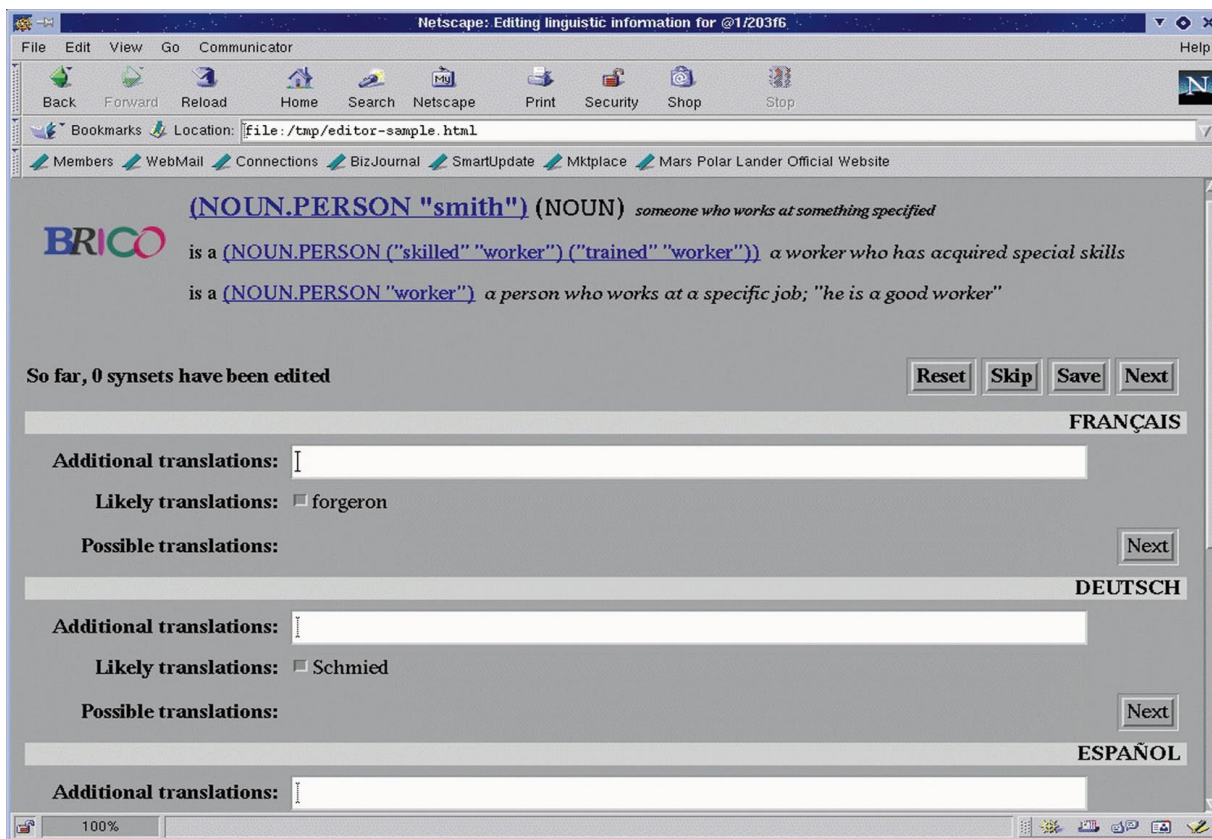 Netscape: Editing linguistic information for @1/203f6
File Edit View Go Communicator Help
Back Forward Reload Home Search Netscape Print Security Shop Stop
My
N
Bookmarks Location: file:/tmp/editor-sample.html
Members WebMail Connections BizJournal SmartUpdate Mktplace Mars Polar Lander Official Website
(NOUN.PERSON "smith") (NOUN) someone who works at something specified
BRICO
is a (NOUN.PERSON ("skilled" "worker") ("trained" "worker")) a worker who has acquired special skills
is a (NOUN.PERSON "worker") a person who works at a specific job; "he is a good worker"
So far, 0 synsets have been edited Reset Skip Save Next
FRANÇAIS
Additional translations:
Likely translations: forgeron
Possible translations: Next
DEUTSCH
Additional translations:
Likely translations: Schmied
Possible translations: Next
ESPAÑOL
Additional translations:
100%